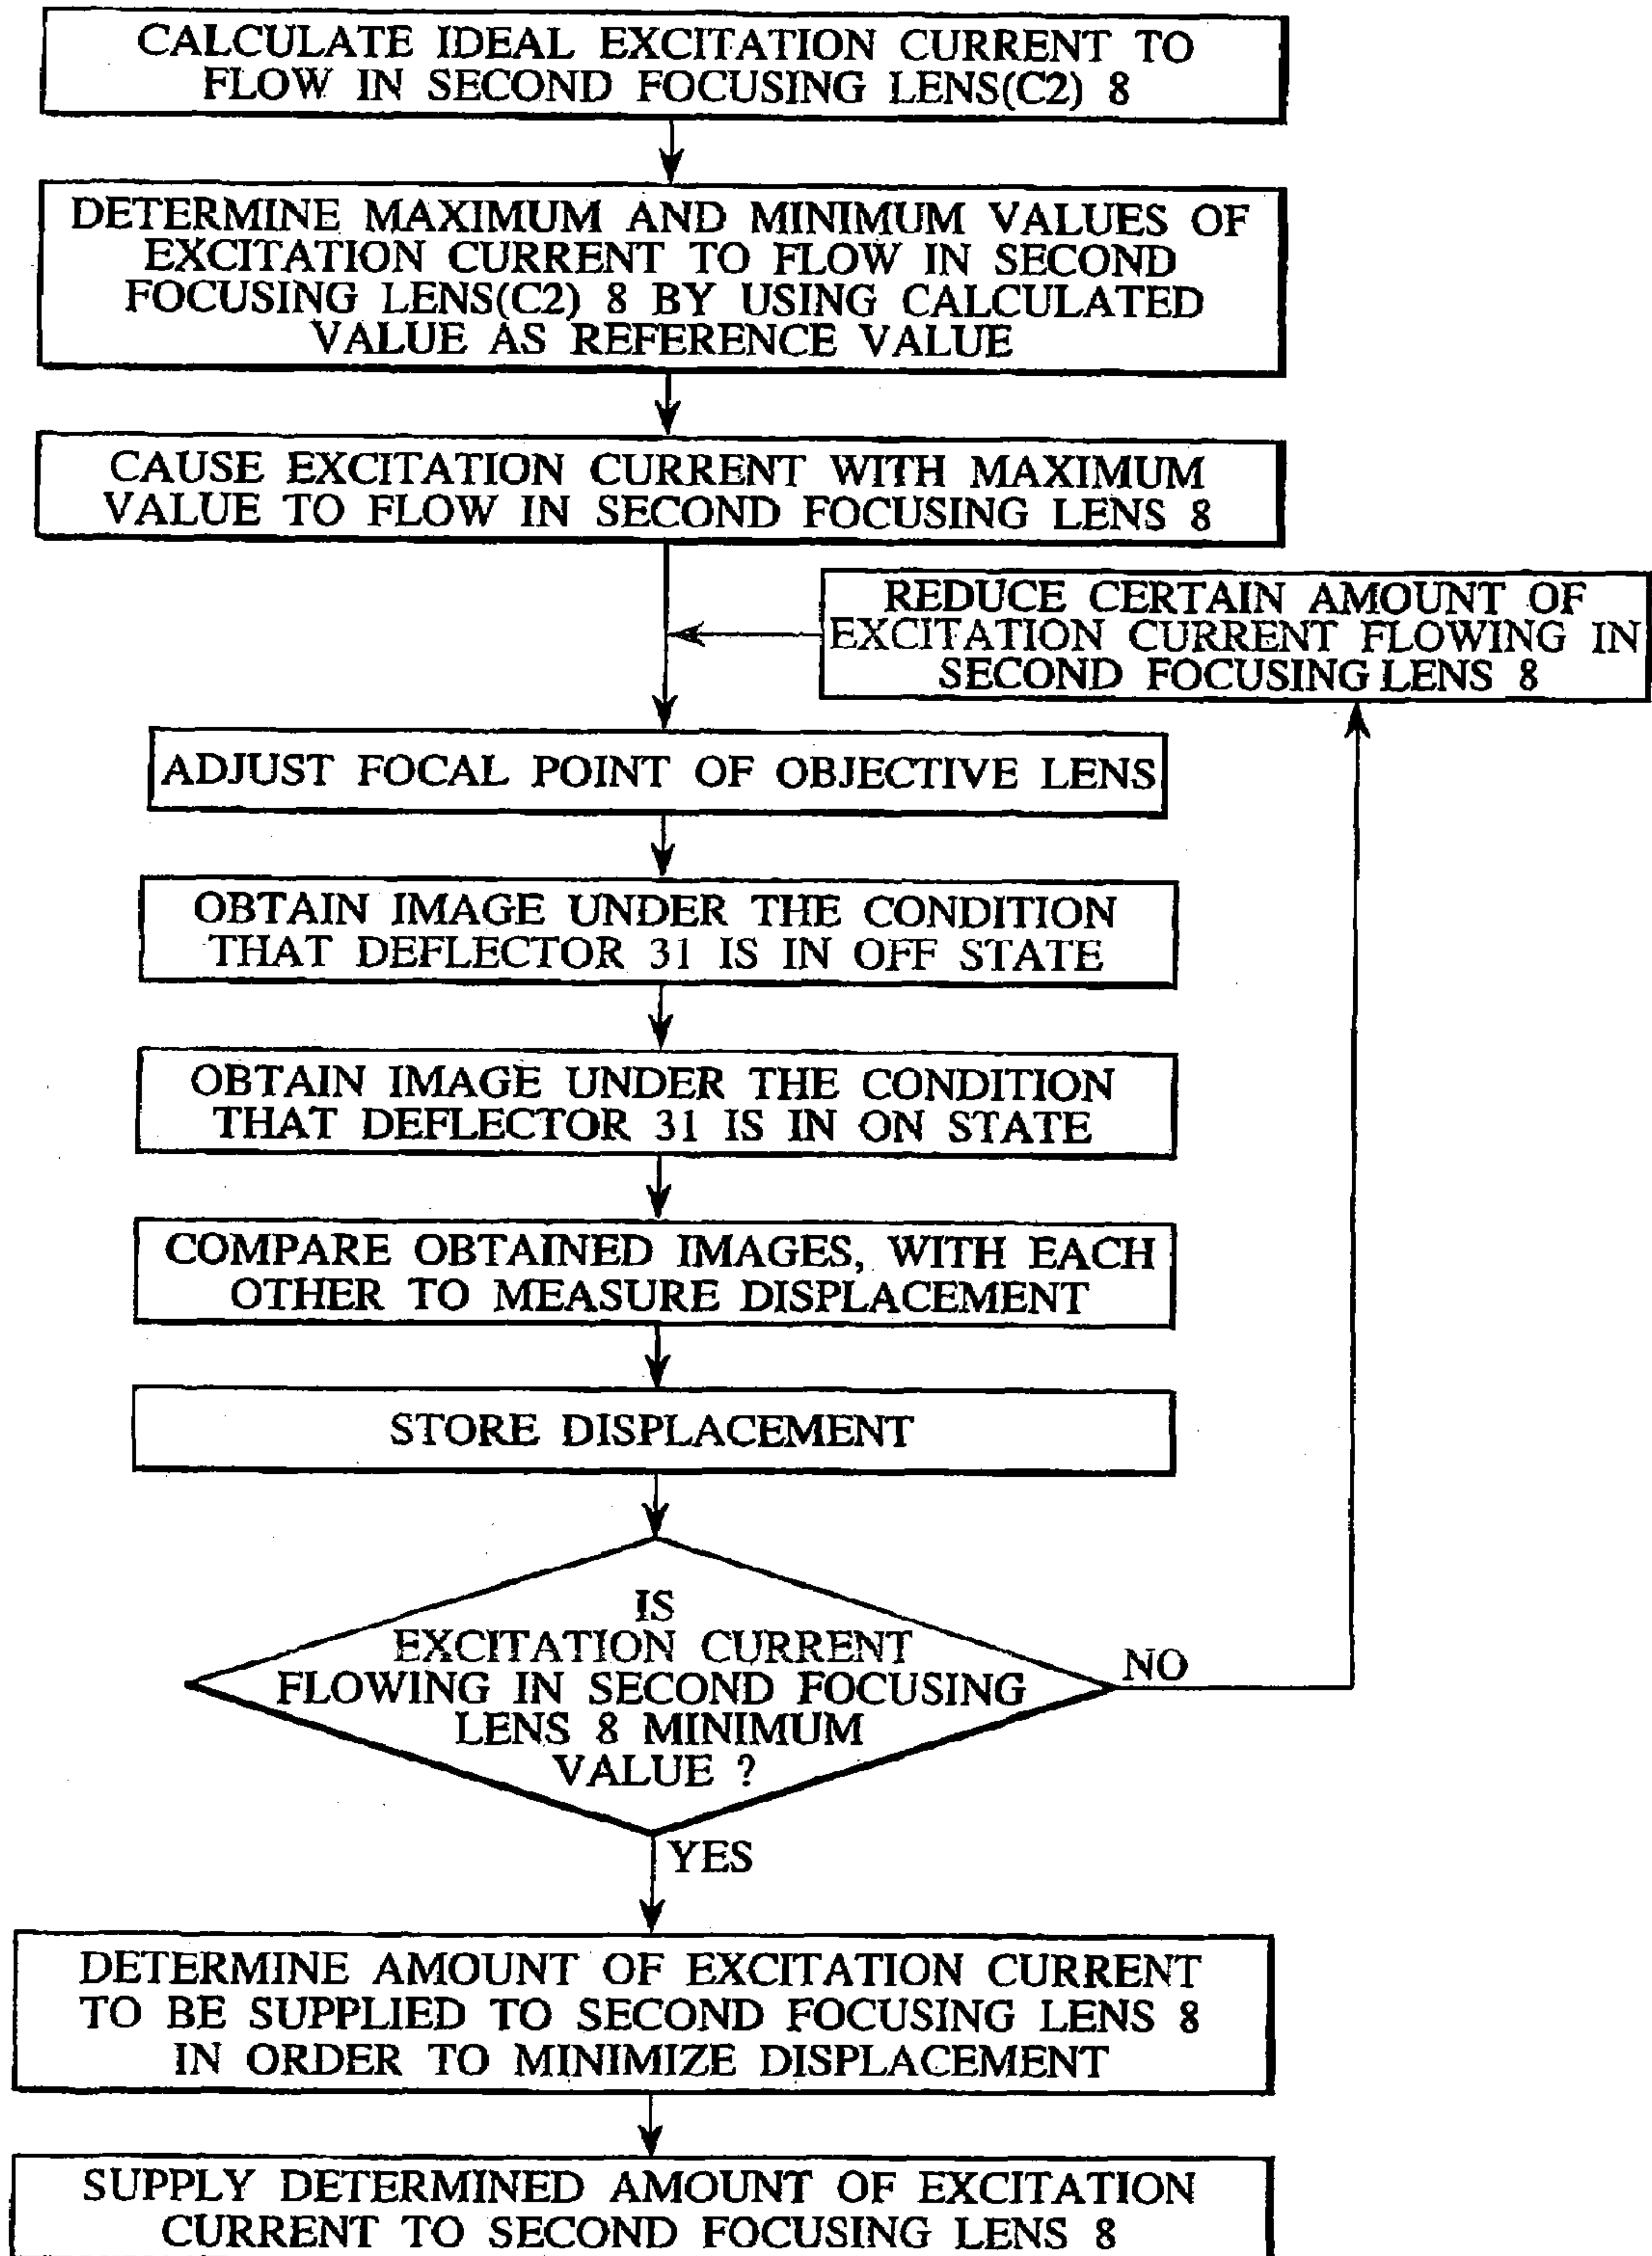 CALCULATE IDEAL EXCITATION CURRENT TO
FLOW IN SECOND FOCUSING LENS(C2) 8
DETERMINE MAXIMUM AND MINIMUM VALUES OF
EXCITATION CURRENT TO FLOW IN SECOND
FOCUSING LENS(C2) 8 BY USING CALCULATED
VALUE AS REFERENCE VALUE
CAUSE EXCITATION CURRENT WITH MAXIMUM
VALUE TO FLOW IN SECOND FOCUSING LENS 8
REDUCE CERTAIN AMOUNT OF
EXCITATION CURRENT FLOWING IN
SECOND FOCUSING LENS 8
ADJUST FOCAL POINT OF OBJECTIVE LENS
OBTAIN IMAGE UNDER THE CONDITION
THAT DEFLECTOR 31 IS IN OFF STATE
OBTAIN IMAGE UNDER THE CONDITION
THAT DEFLECTOR 31 IS IN ON STATE
COMPARE OBTAINED IMAGES, WITH EACH
OTHER TO MEASURE DISPLACEMENT
STORE DISPLACEMENT
IS
EXCITATION CURRENT
FLOWING IN SECOND FOCUSING
LENS 8 MINIMUM
VALUE ?
NO
YES
DETERMINE AMOUNT OF EXCITATION CURRENT
TO BE SUPPLIED TO SECOND FOCUSING LENS 8
IN ORDER TO MINIMIZE DISPLACEMENT
SUPPLY DETERMINED AMOUNT OF EXCITATION
CURRENT TO SECOND FOCUSING LENS 8